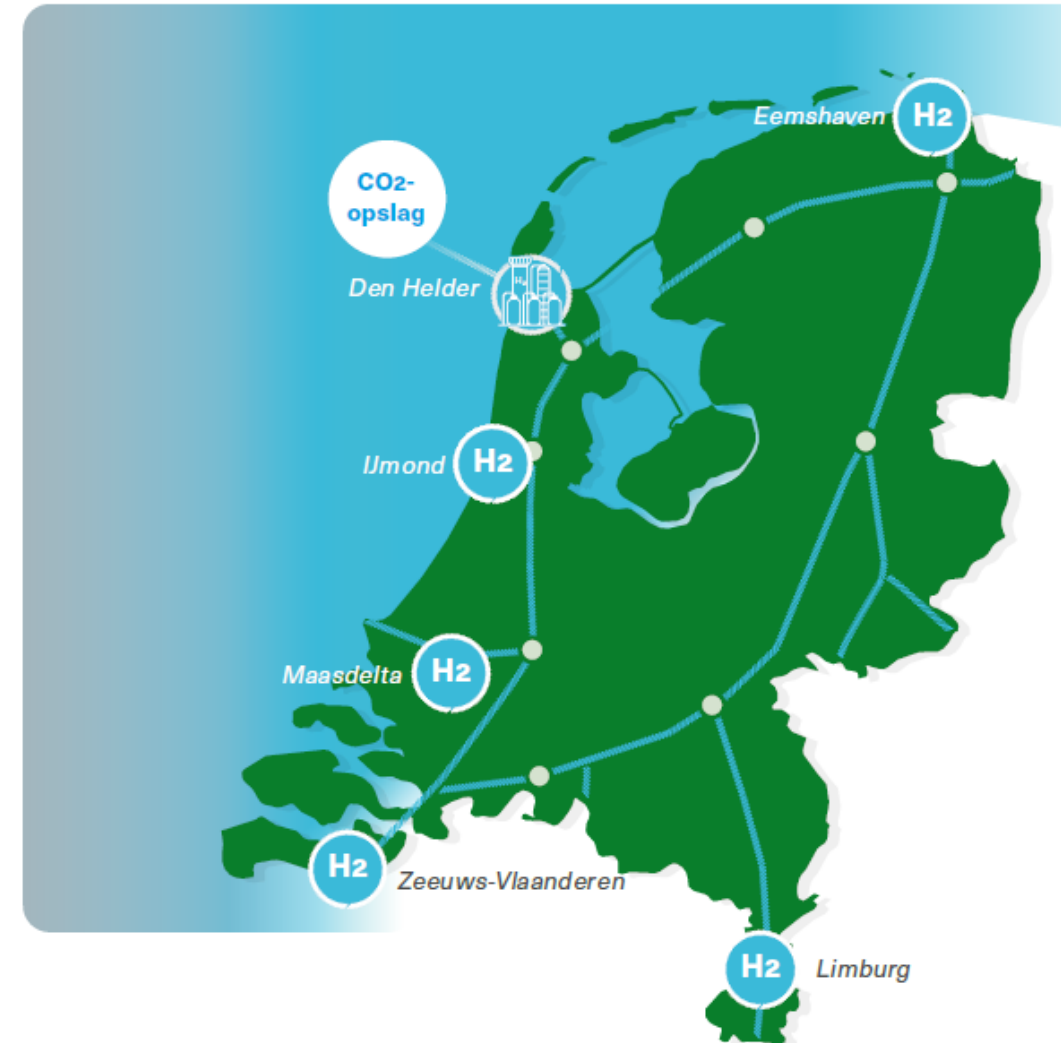 Eemshaven
H2
CO2-
opslag
Den Helder
IJmond
H2
Maasdelta
H2
H2
Zeeuws-Vlaanderen
H2
Limburg